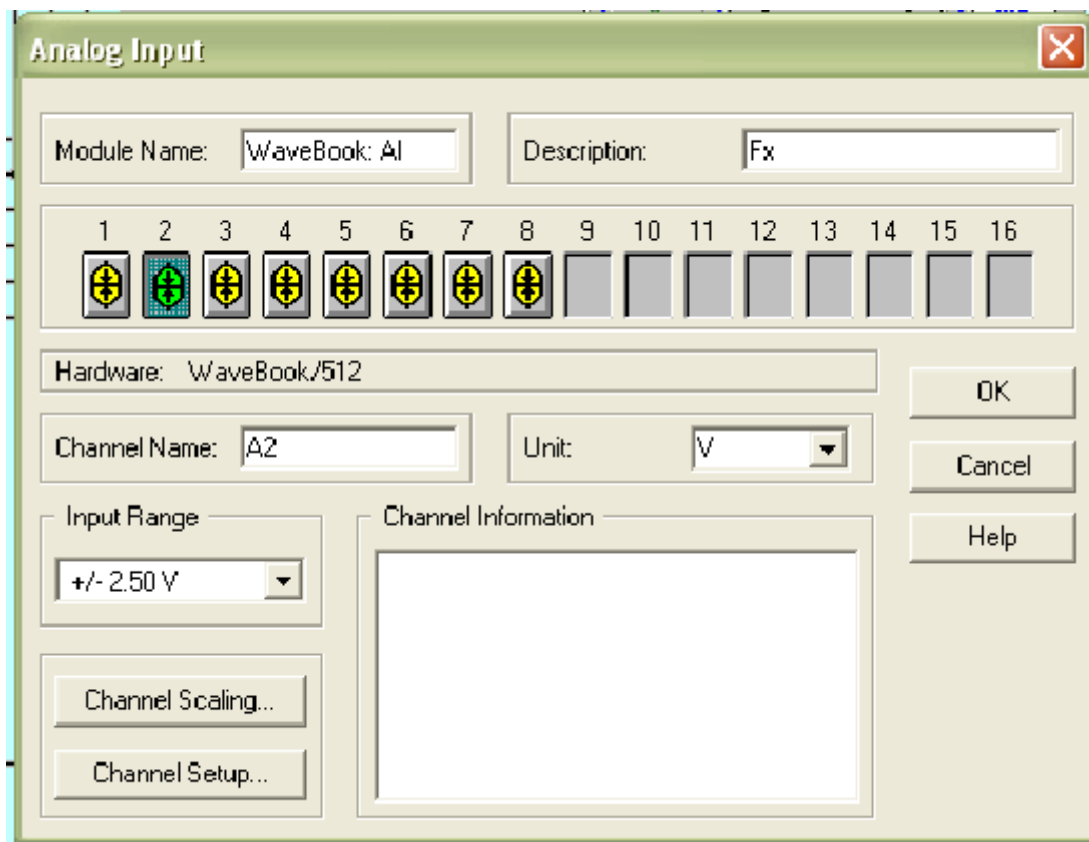 Analog Input
Module Name: WaveBook: AI Description: Fx
1 2 3 4 5 6 7 8 9 10 11 12 13 14 15 16
Hardware: WaveBook/512
OK
Channel Name: A2 Unit: V
Cancel
Input Range Channel Information
Help
+/- 2.50 V
Channel Scaling...
Channel Setup...